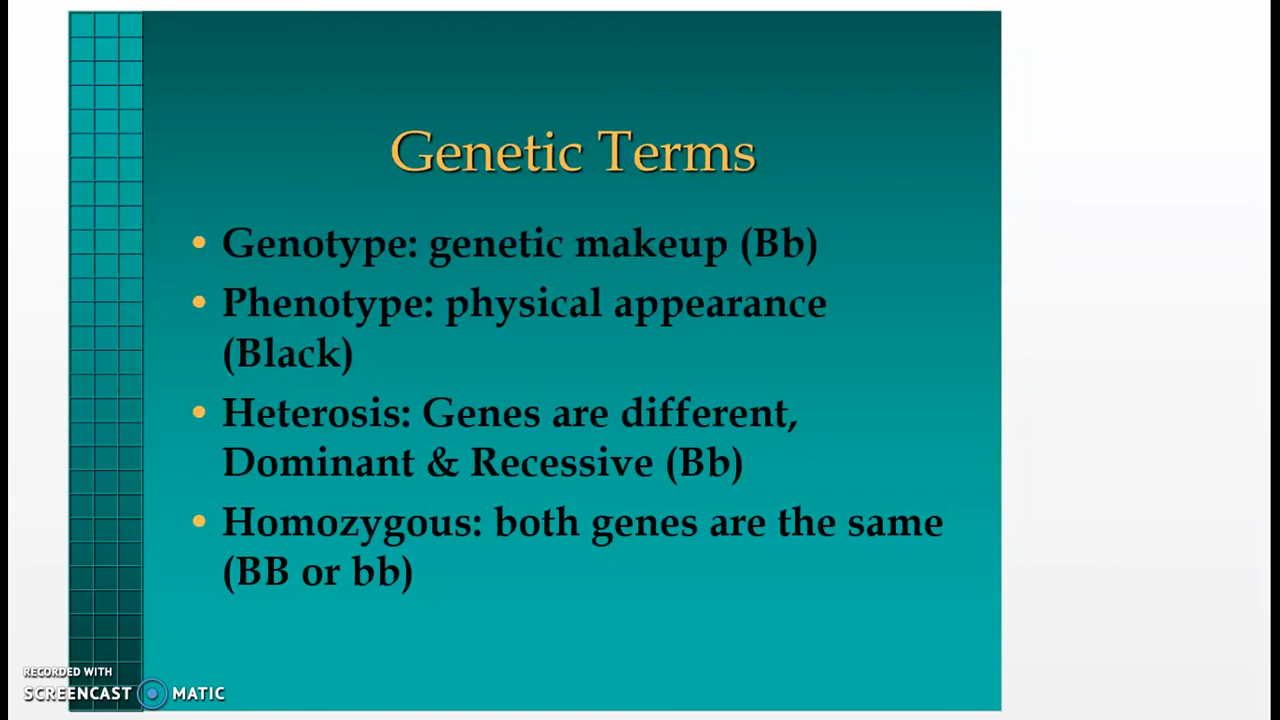 Genetic Terms
• Genotype: genetic makeup (Bb)
• Phenotype: physical appearance
(Black)
• Heterosis: Genes are different,
Dominant & Recessive (Bb)
• Homozygous: both genes are the same
(BB or bb)
RECORDED WITH
SCREENCAST MATIC